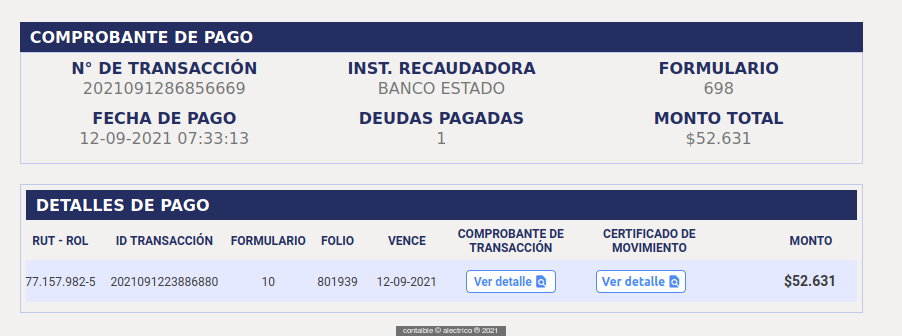 COMPROBANTE DE PAGO
N° DE TRANSACCIÓN INST. RECAUDADORA FORMULARIO
2021091286856669 BANCO ESTADO 698
FECHA DE PAGO DEUDAS PAGADAS MONTO TOTAL
12-09-2021 07:33:13 1 $52.631
DETALLES DE PAGO
RUT - ROL ID TRANSACCIÓN FORMULARIO FOLIO VENCE COMPROBANTE DE TRANSACCIÓN CERTIFICADO DE MOVIMIENTO MONTO
77.157.982-5 2021091223886880 10 801939 12-09-2021 Ver detalle Ver detalle $52.631
contaible © alectrico ® 2021